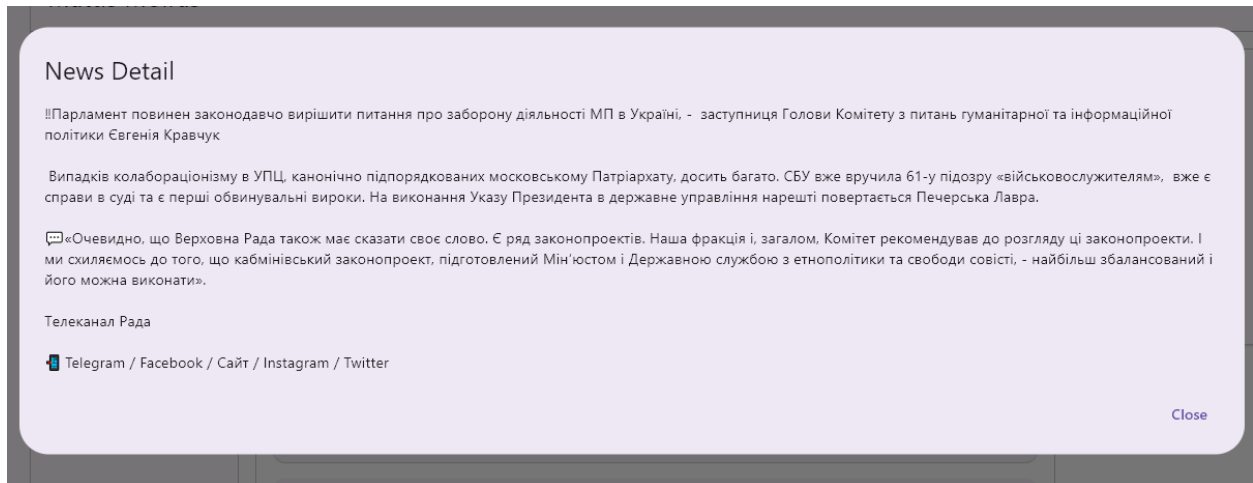 News Detail
‼Парламент повинен законодавчо вирішити питання про заборону діяльності МП в Україні, -  заступниця Голови Комітету з питань гуманітарної та інформаційної
політики Євгенія Кравчук
Випадків колабораціонізму в УПЦ, канонічно підпорядкованих московському Патріархату, досить багато. СБУ вже вручила 61-у підозру «військовослужителям»,  вже є
справи в суді та є перші обвинувальні вироки. На виконання Указу Президента в державне управління нарешті повертається Печерська Лавра.
💬«Очевидно, що Верховна Рада також має сказати своє слово. Є ряд законопроектів. Наша фракція і, загалом, Комітет рекомендував до розгляду ці законопроекти. І
ми схиляємось до того, що кабмінівський законопроект, підготовлений Мін’юстом і Державною службою з етнополітики та свободи совісті, - найбільш збалансований і
його можна виконати».
Телеканал Рада
📲 Telegram / Facebook / Сайт / Instagram / Twitter
Close